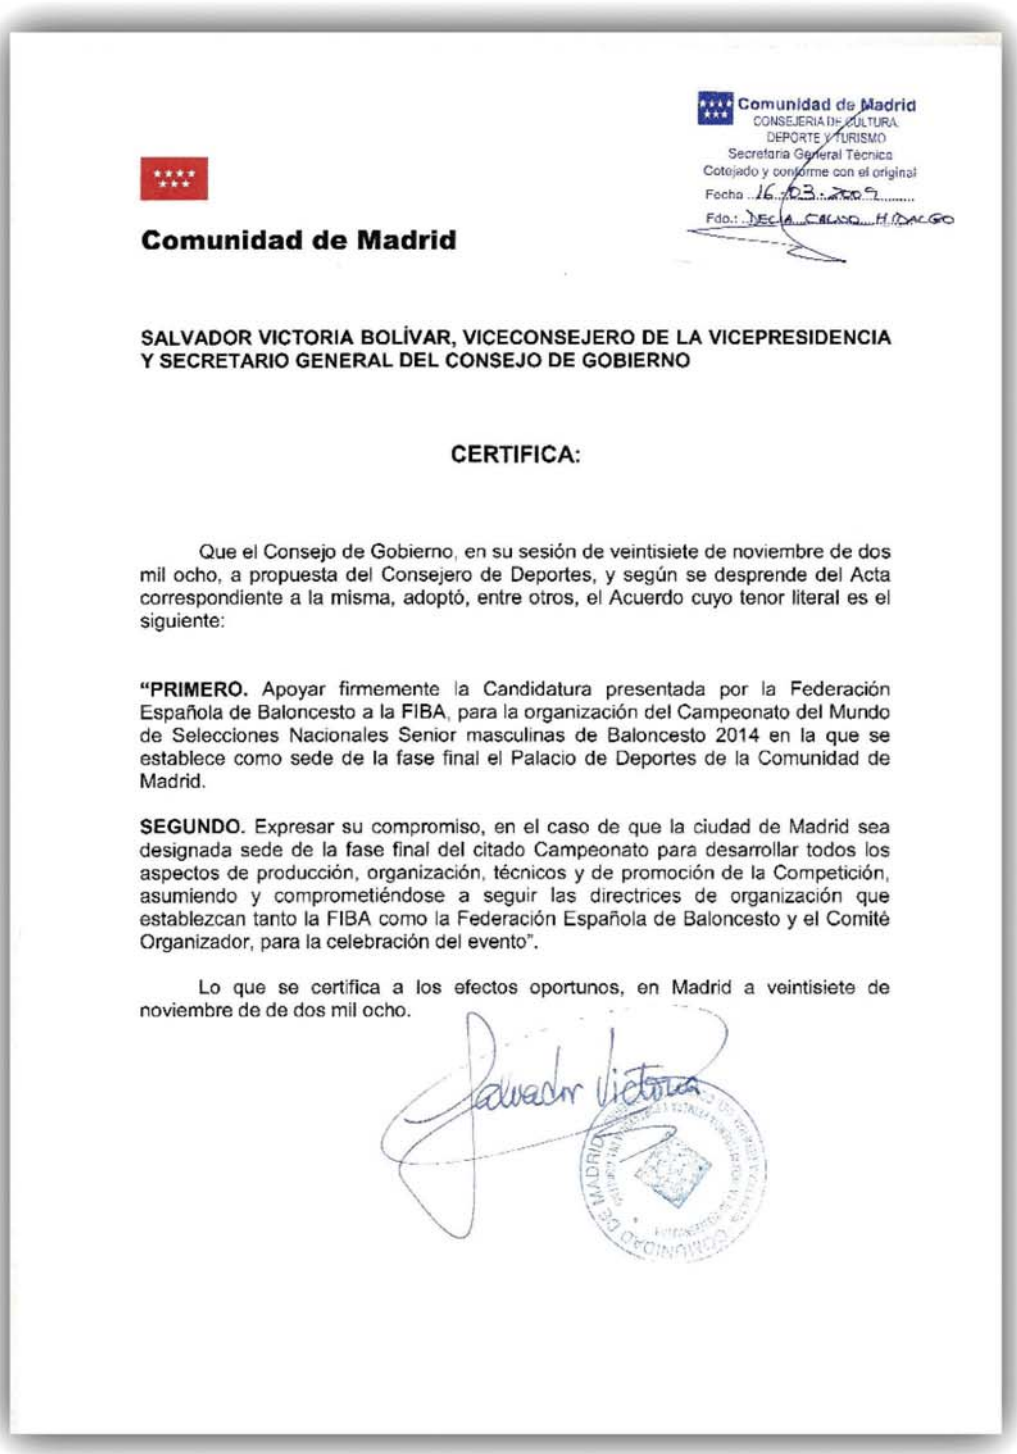 Comunidad de Madrid
CONSEJERIA DE CULTURA
DEPORTE Y TURISMO
Secretaria General Técnica
Cotejado y conforme con el original
Fecha 16-03-2009
Fdo.: CALVO HIDALGO
Comunidad de Madrid
SALVADOR VICTORIA BOLÍVAR, VICECONSEJERO DE LA VICEPRESIDENCIA
Y SECRETARIO GENERAL DEL CONSEJO DE GOBIERNO
CERTIFICA:
Que el Consejo de Gobierno, en su sesión de veintisiete de noviembre de dos
mil ocho, a propuesta del Consejero de Deportes, y según se desprende del Acta
correspondiente a la misma, adoptó, entre otros, el Acuerdo cuyo tenor literal es el
siguiente:
“PRIMERO. Apoyar firmemente la Candidatura presentada por la Federación
Española de Baloncesto a la FIBA, para la organización del Campeonato del Mundo
de Selecciones Nacionales Senior masculinas de Baloncesto 2014 en la que se
establece como sede de la fase final el Palacio de Deportes de la Comunidad de
Madrid.
SEGUNDO. Expresar su compromiso, en el caso de que la ciudad de Madrid sea
designada sede de la fase final del citado Campeonato para desarrollar todos los
aspectos de producción, organización, técnicos y de promoción de la Competición,
asumiendo y comprometiéndose a seguir las directrices de organización que
establezcan tanto la FIBA como la Federación Española de Baloncesto y el Comité
Organizador, para la celebración del evento”.
Lo que se certifica a los efectos oportunos, en Madrid a veintisiete de
noviembre de de dos mil ocho.
Salvador Victoria
COMUNIDAD DE MADRID